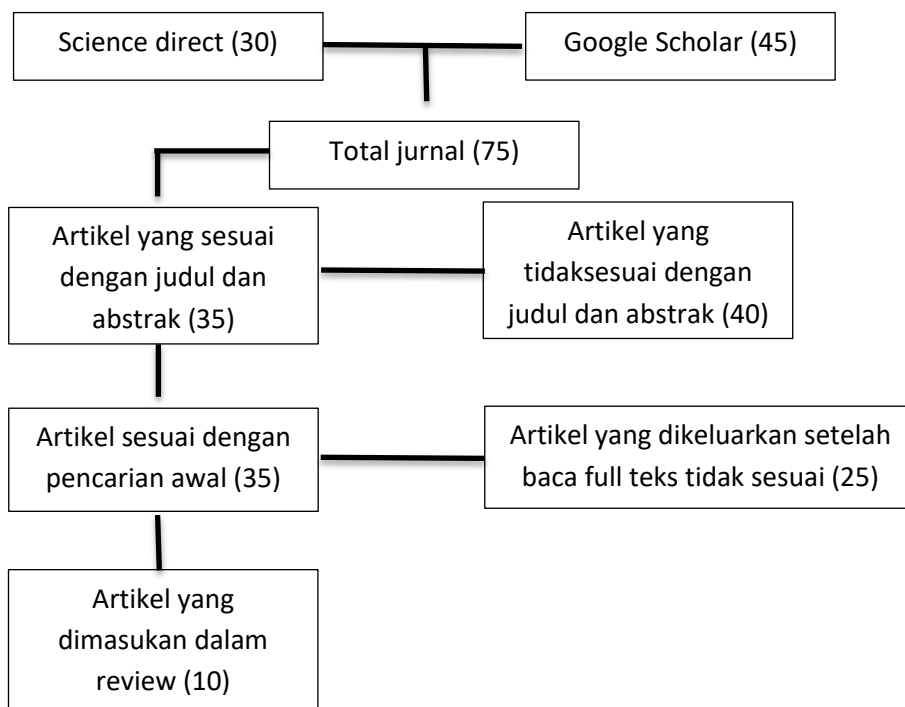 Science direct (30)
Google Scholar (45)
Total jurnal (75)
Artikel yang sesuai
dengan judul dan
abstrak (35)
Artikel yang
tidaksesuai dengan
judul dan abstrak (40)
Artikel sesuai dengan
pencarian awal (35)
Artikel yang dikeluarkan setelah
baca full teks tidak sesuai (25)
Artikel yang
dimasukan dalam
review (10)